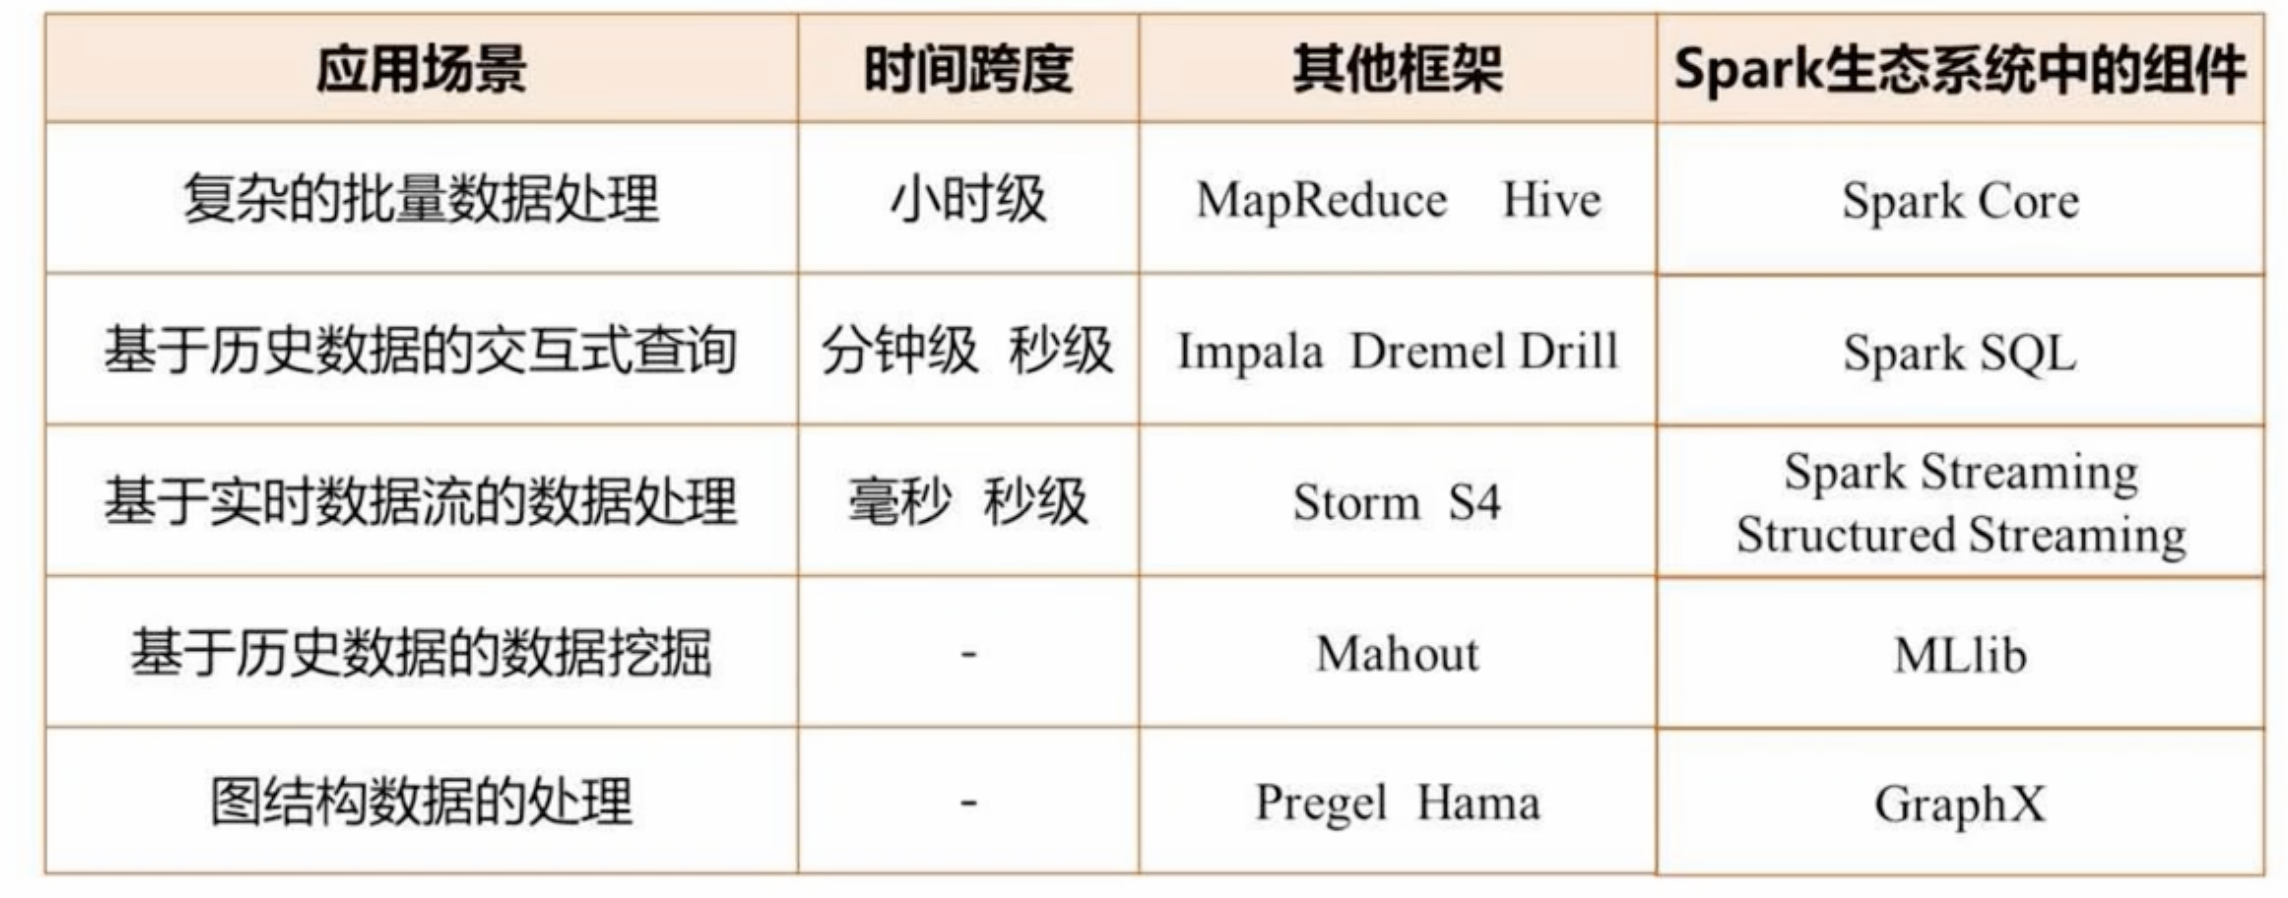 应用场景 时间跨度 其他框架 Spark生态系统中的组件
复杂的批量数据处理 小时级 MapReduce Hive Spark Core
基于历史数据的交互式查询 分钟级 秒级 Impala Dremel Drill Spark SQL
基于实时数据流的数据处理 毫秒 秒级 Storm S4 Spark Streaming
Structured Streaming
基于历史数据的数据挖掘 - Mahout MLlib
图结构数据的处理 - Pregel Hama GraphX